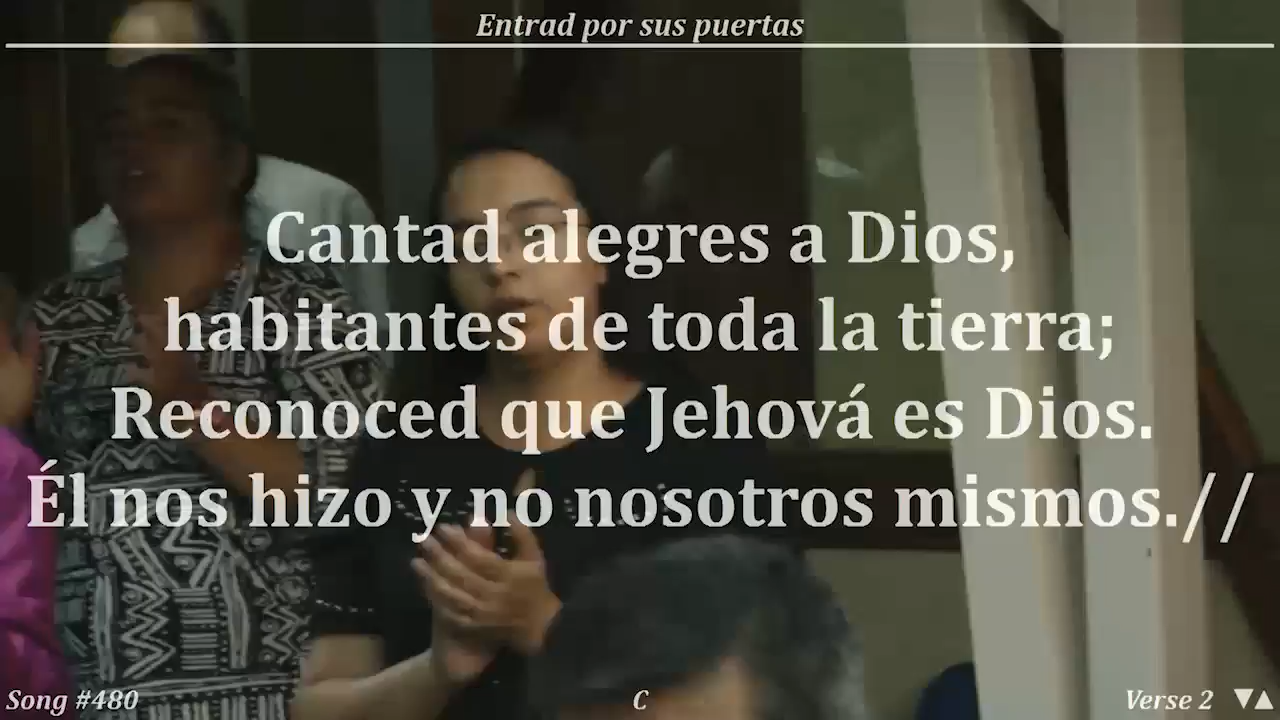 Entrad por sus puertas
Cantad alegres a Dios,
habitantes de toda la tierra;
Reconoced que Jehová es Dios.
Él nos hizo y no nosotros mismos.//
Song #480
C
Verse 2 ▼▲